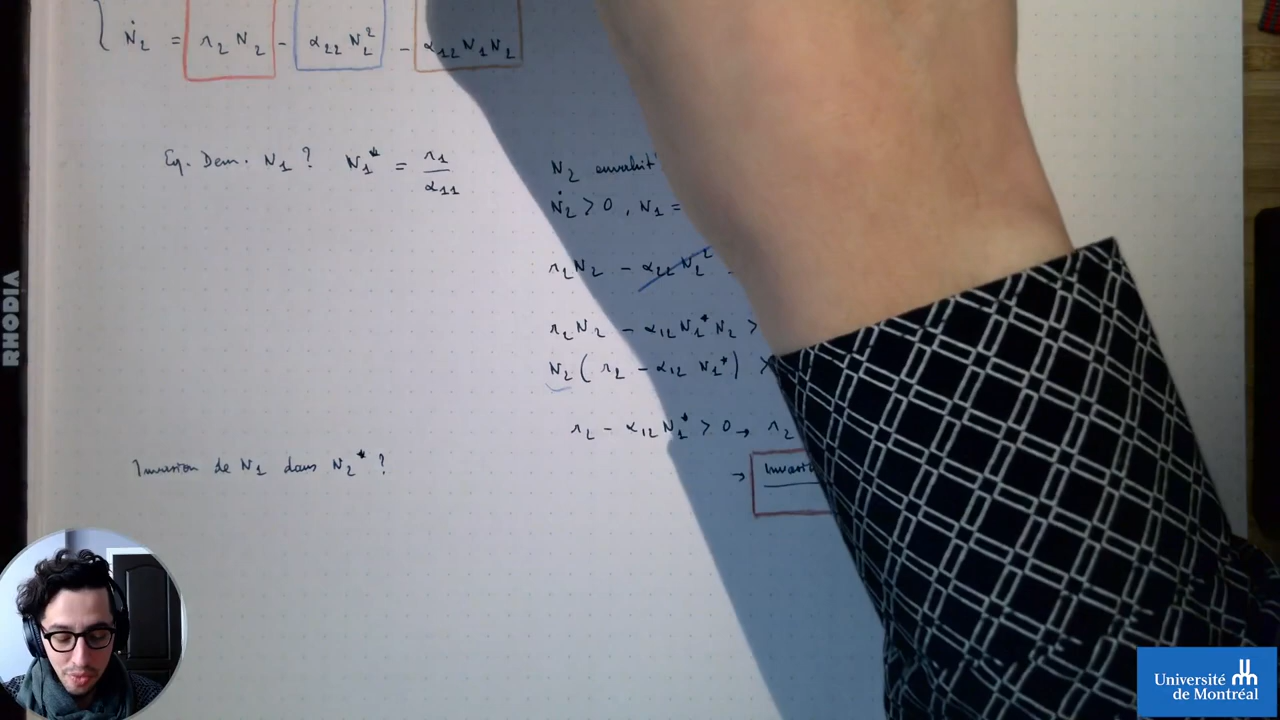 Ṅ₂ = r₂ N₂ - α₂₂ N₂² - α₁₂ N₁ N₂
Eq. Dem. N₁ ? N₁* = r₁ / α₁₁
N₂ envahit
Ṅ₂ > 0 , N₁ =
r₂N₂ - α₂₂ N₂² -
r₂ N₂ - α₁₂ N₁* N₂ >
N₂ ( r₂ - α₁₂ N₁* )
r₂ - α₁₂ N₁* > 0 → r₂
→ Invasio
Invasion de N₁ dans N₂* ?
RHODIA
Université
de Montréal